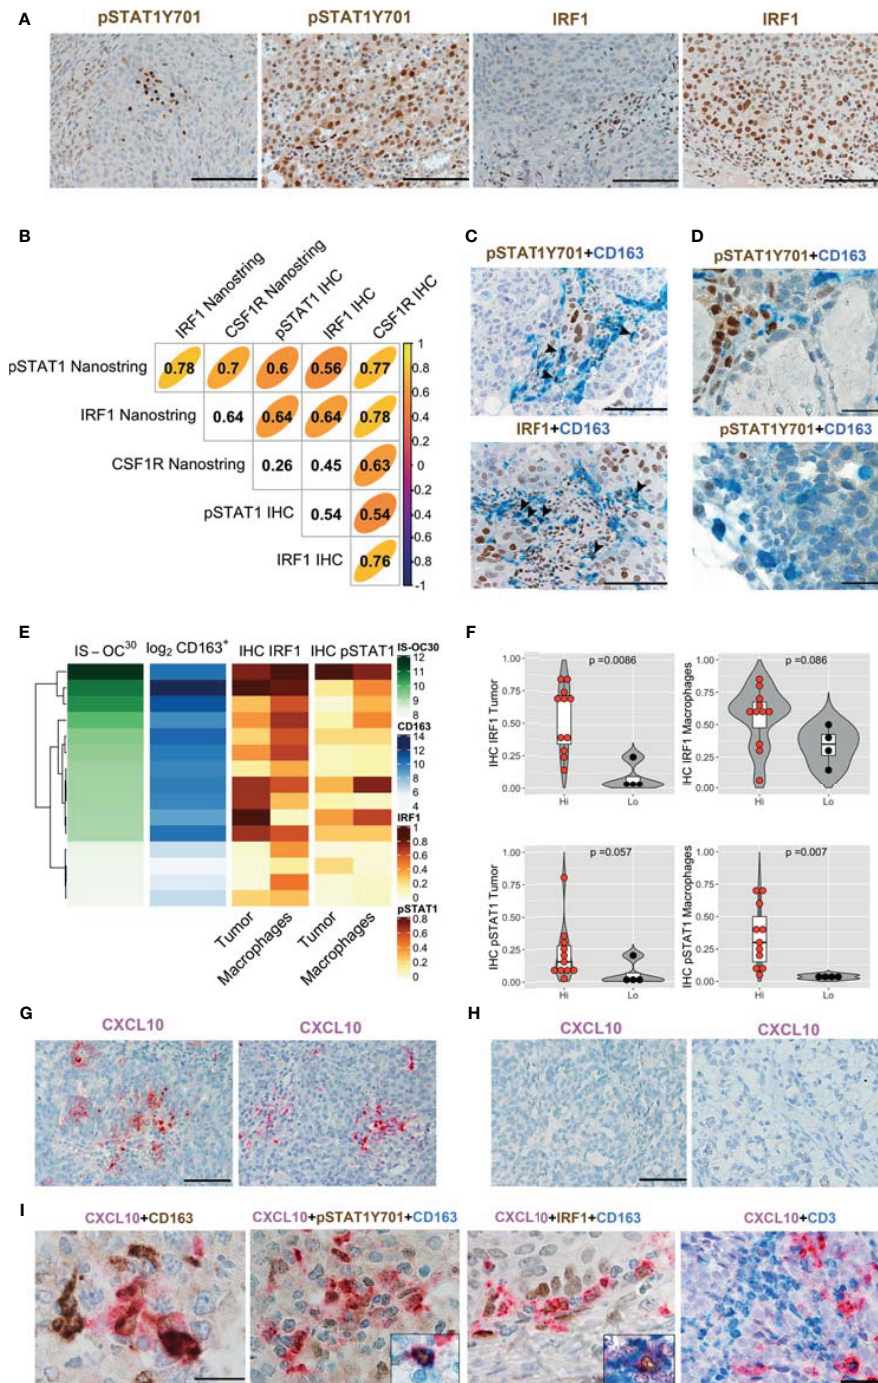 A
pSTAT1Y701 pSTAT1Y701 IRF1 IRF1
B
IRF1 Nanostring
CSF1R Nanostring
pSTAT1 IHC
IRF1 IHC
CSF1R IHC
pSTAT1 Nanostring 0.78 0.7 0.6 0.56 0.77
IRF1 Nanostring 0.64 0.64 0.64 0.78
CSF1R Nanostring 0.26 0.45 0.63
pSTAT1 IHC 0.54 0.54
IRF1 IHC 0.76
1
0.8
0.6
0.4
0.2
0
0.2
0.4
0.6
0.8
-1
C
pSTAT1Y701+CD163
IRF1+CD163
D
pSTAT1Y701+CD163
pSTAT1Y701+CD163
E
IS – OC³⁰ log₂ CD163⁺ IHC IRF1 IHC pSTAT1
IS-OC30
12
11
10
9
8
CD163
14
12
10
8
6
4
IRF1
1
0.8
0.6
0.4
0.2
0
pSTAT1
0.8
0.6
0.4
0.2
0
Tumor
Macrophages
Tumor
Macrophages
F
IHC IRF1 Tumor
p =0.0086
1.00
0.75
0.50
0.25
0.00
Hi Lo
IHC IRF1 Macrophages
p =0.086
1.00
0.75
0.50
0.25
0.00
Hi Lo
IHC pSTAT1 Tumor
p =0.057
1.00
0.75
0.50
0.25
0.00
Hi Lo
IHC pSTAT1 Macrophages
p =0.007
1.00
0.75
0.50
0.25
0.00
Hi Lo
G
CXCL10 CXCL10
H
CXCL10 CXCL10
I
CXCL10+CD163 CXCL10+pSTAT1Y701+CD163 CXCL10+IRF1+CD163 CXCL10+CD3